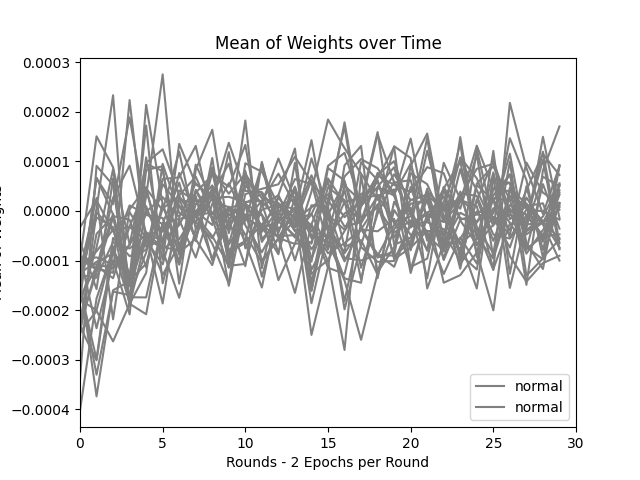 Mean of Weights over Time
0.0003
0.0002
0.0001
0.0000
−0.0001
−0.0002
−0.0003
−0.0004
0 5 10 15 20 25 30
Rounds - 2 Epochs per Round
normal
normal